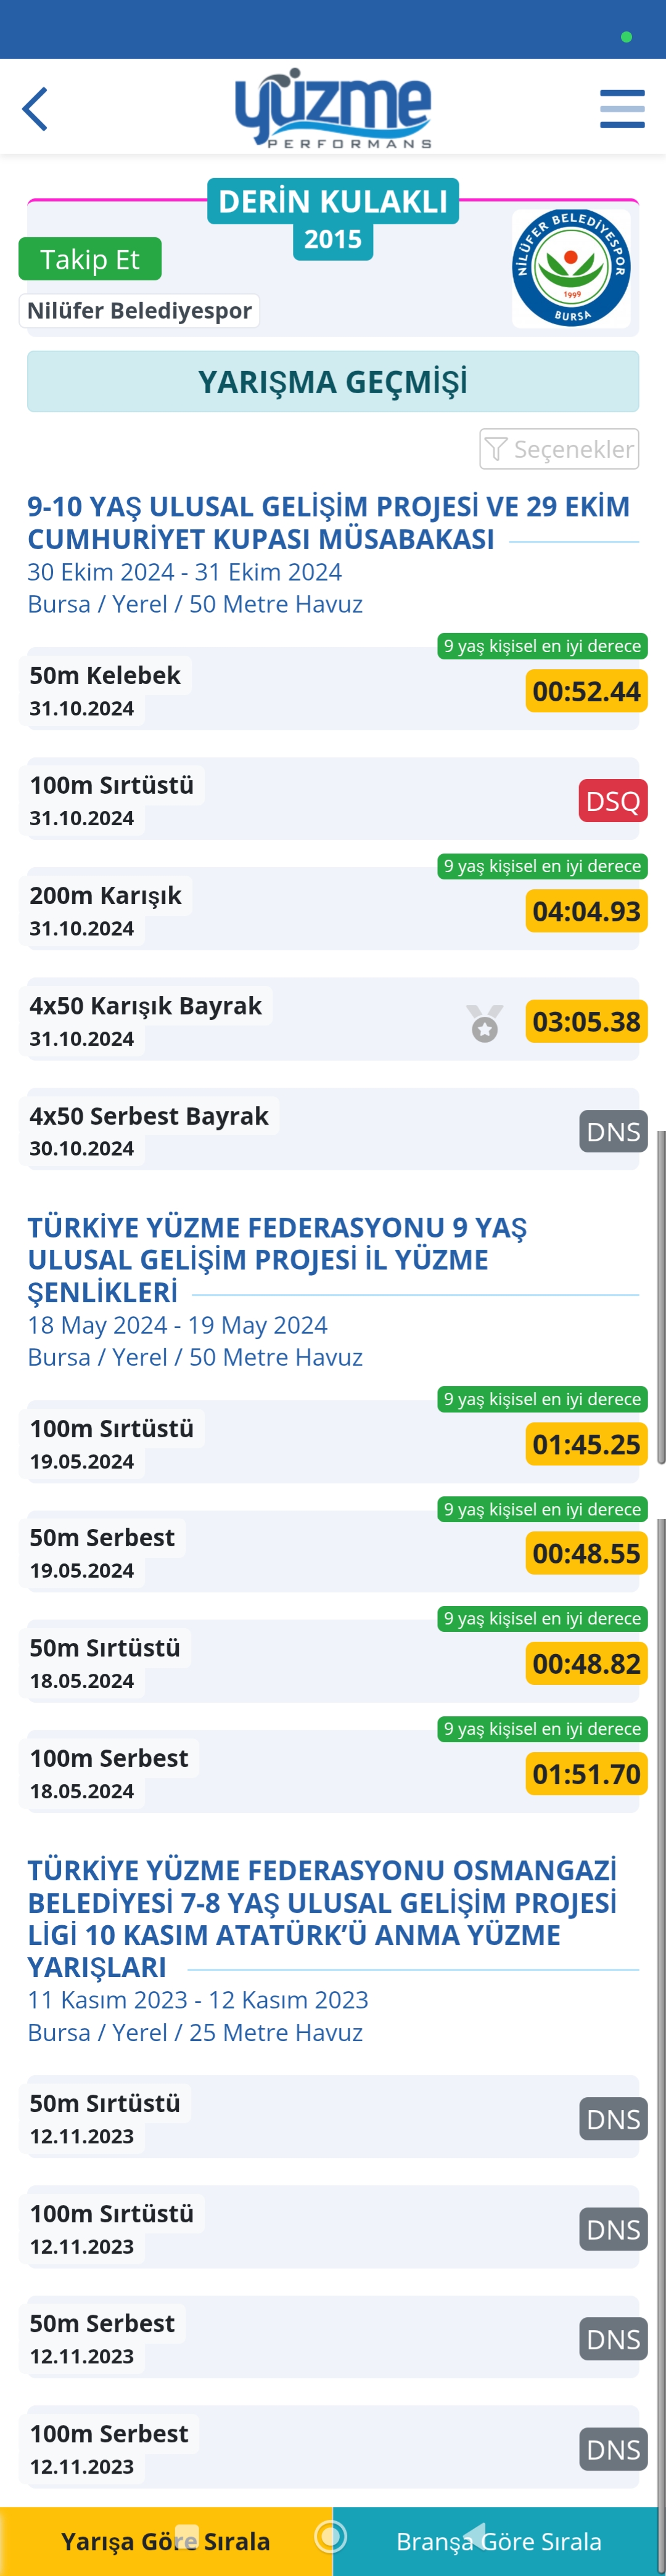 yüzme
PERFORMANS
DERİN KULAKLI
2015
Takip Et
Nilüfer Belediyespor
NİLÜFER BELEDİYESPOR
1999
BURSA
YARIŞMA GEÇMİŞİ
Seçenekler
9-10 YAŞ ULUSAL GELİŞİM PROJESİ VE 29 EKİM
CUMHURİYET KUPASI MÜSABAKASI
30 Ekim 2024 - 31 Ekim 2024
Bursa / Yerel / 50 Metre Havuz
9 yaş kişisel en iyi derece
50m Kelebek
00:52.44
31.10.2024
100m Sırtüstü
DSQ
31.10.2024
9 yaş kişisel en iyi derece
200m Karışık
04:04.93
31.10.2024
4x50 Karışık Bayrak
03:05.38
31.10.2024
4x50 Serbest Bayrak
DNS
30.10.2024
TÜRKİYE YÜZME FEDERASYONU 9 YAŞ
ULUSAL GELİŞİM PROJESİ İL YÜZME
ŞENLİKLERİ
18 May 2024 - 19 May 2024
Bursa / Yerel / 50 Metre Havuz
9 yaş kişisel en iyi derece
100m Sırtüstü
01:45.25
19.05.2024
9 yaş kişisel en iyi derece
50m Serbest
00:48.55
19.05.2024
9 yaş kişisel en iyi derece
50m Sırtüstü
00:48.82
18.05.2024
9 yaş kişisel en iyi derece
100m Serbest
01:51.70
18.05.2024
TÜRKİYE YÜZME FEDERASYONU OSMANGAZİ
BELEDİYESİ 7-8 YAŞ ULUSAL GELİŞİM PROJESİ
LİGİ 10 KASIM ATATÜRK’Ü ANMA YÜZME
YARIŞLARI
11 Kasım 2023 - 12 Kasım 2023
Bursa / Yerel / 25 Metre Havuz
50m Sırtüstü
DNS
12.11.2023
100m Sırtüstü
DNS
12.11.2023
50m Serbest
DNS
12.11.2023
100m Serbest
DNS
12.11.2023
Yarışa Göre Sırala
Branşa Göre Sırala